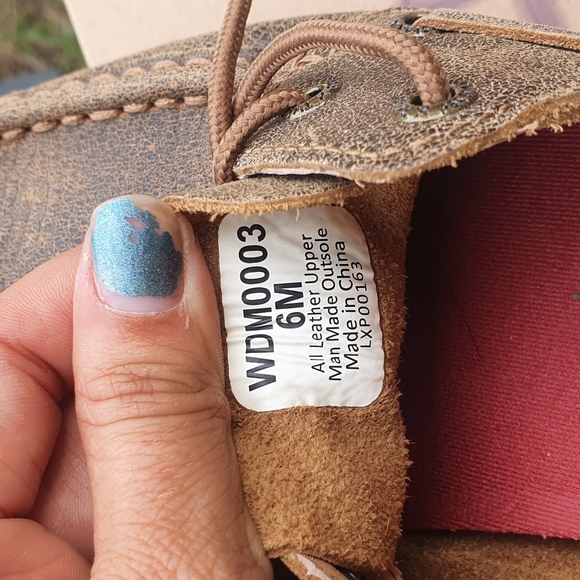 WDM0003
6M
All Leather Upper
Man Made Outsole
Made in China
LXP00163